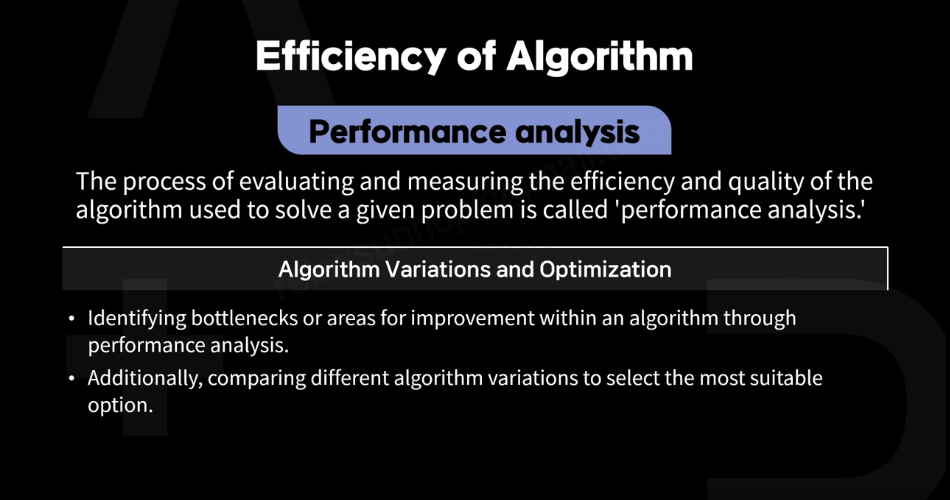 Efficiency of Algorithm
Performance analysis
The process of evaluating and measuring the efficiency and quality of the
algorithm used to solve a given problem is called 'performance analysis.'
Algorithm Variations and Optimization
• Identifying bottlenecks or areas for improvement within an algorithm through
performance analysis.
• Additionally, comparing different algorithm variations to select the most suitable
option.